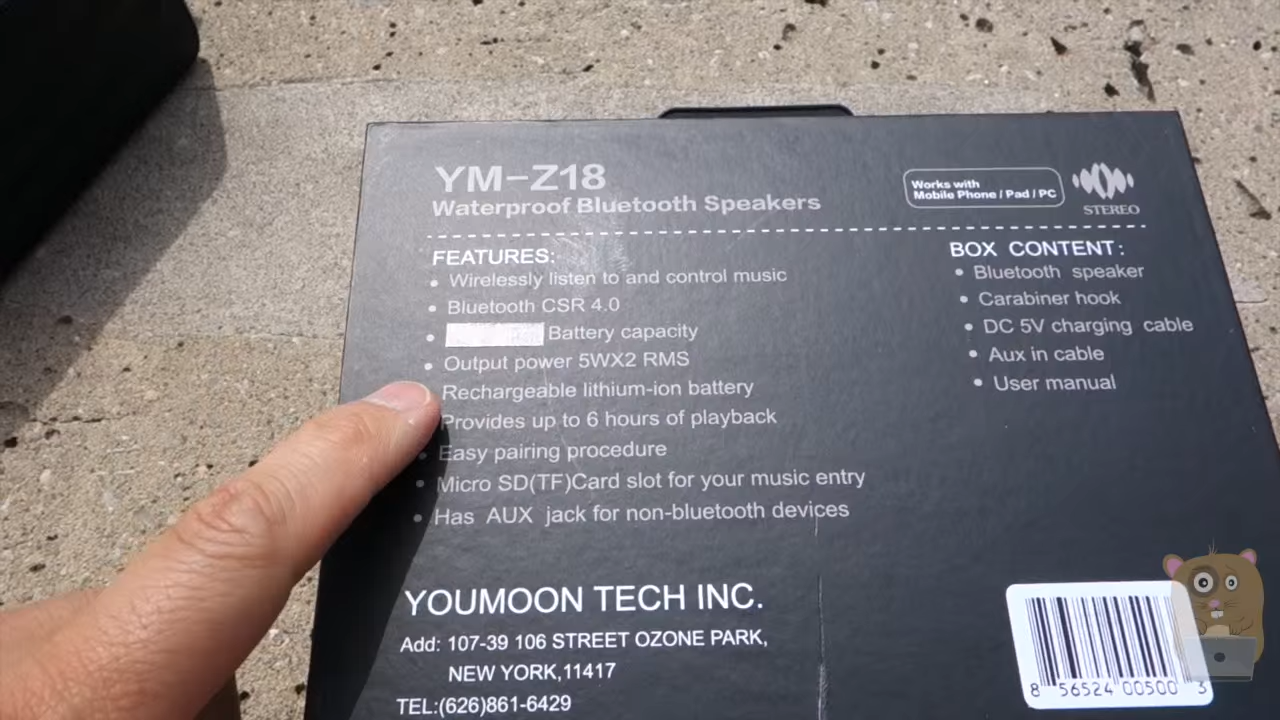 YM-Z18
Waterproof Bluetooth Speakers
Works with
Mobile Phone / Pad / PC
STEREO
FEATURES:
• Wirelessly listen to and control music
• Bluetooth CSR 4.0
• Battery capacity
• Output power 5WX2 RMS
Rechargeable lithium-ion battery
Provides up to 6 hours of playback
• Easy pairing procedure
• Micro SD(TF)Card slot for your music entry
• Has AUX jack for non-bluetooth devices
BOX CONTENT:
• Bluetooth speaker
• Carabiner hook
• DC 5V charging cable
• Aux in cable
• User manual
YOUMOON TECH INC.
Add: 107-39 106 STREET OZONE PARK,
NEW YORK,11417
TEL:(626)861-6429
8 56524 00500 3